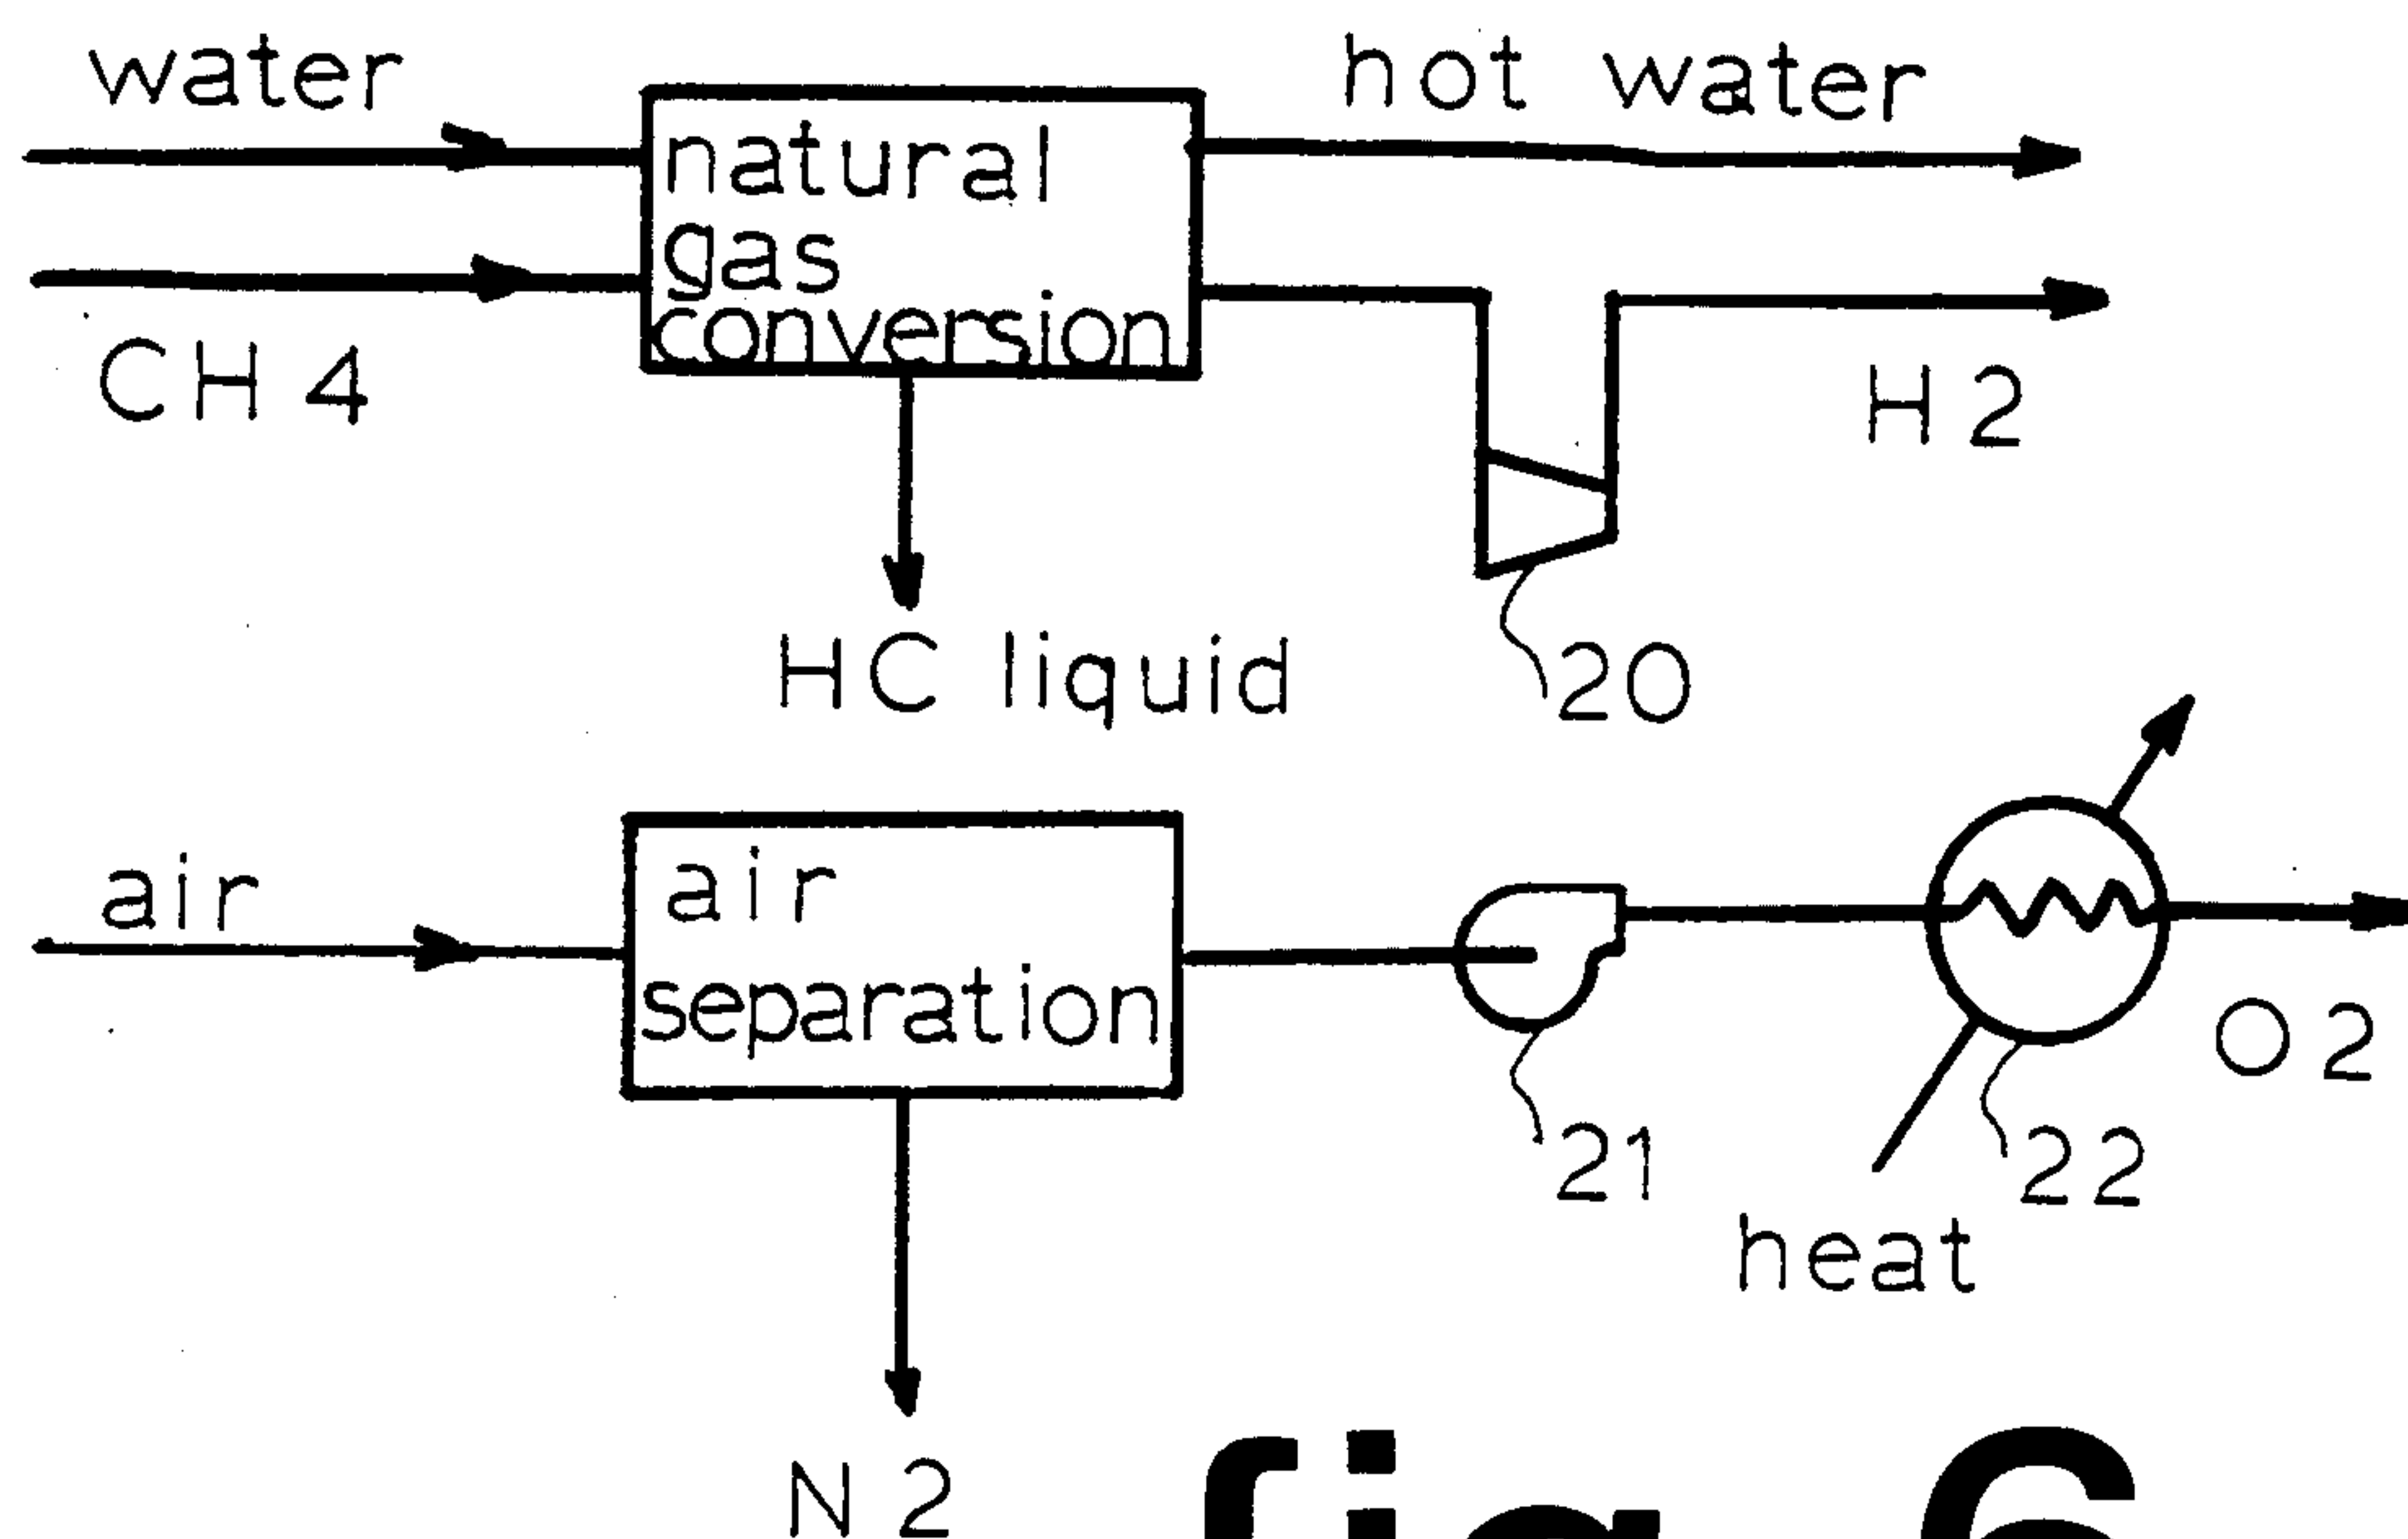 water
hot water
natural
gas
conversion
CH 4
H 2
HC liquid
20
air
air
separation
O 2
21
22
heat
N 2
fig 6